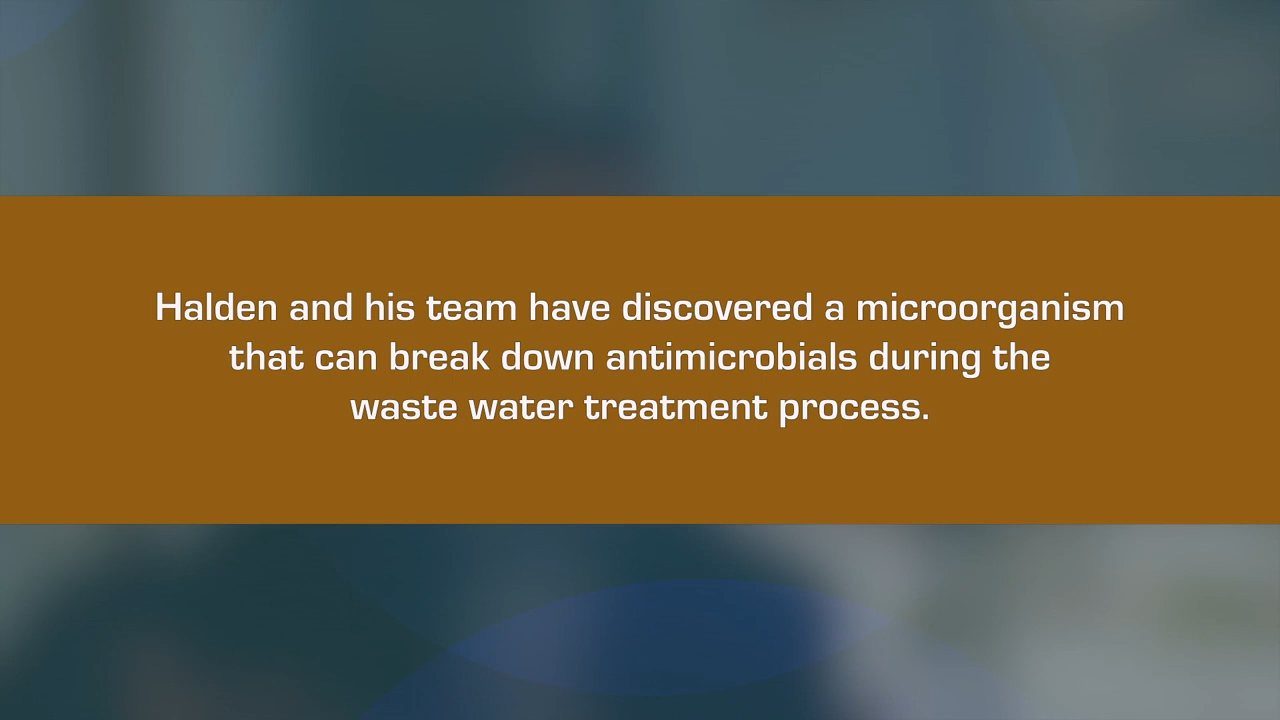 Halden and his team have discovered a microorganism
that can break down antimicrobials during the
waste water treatment process.